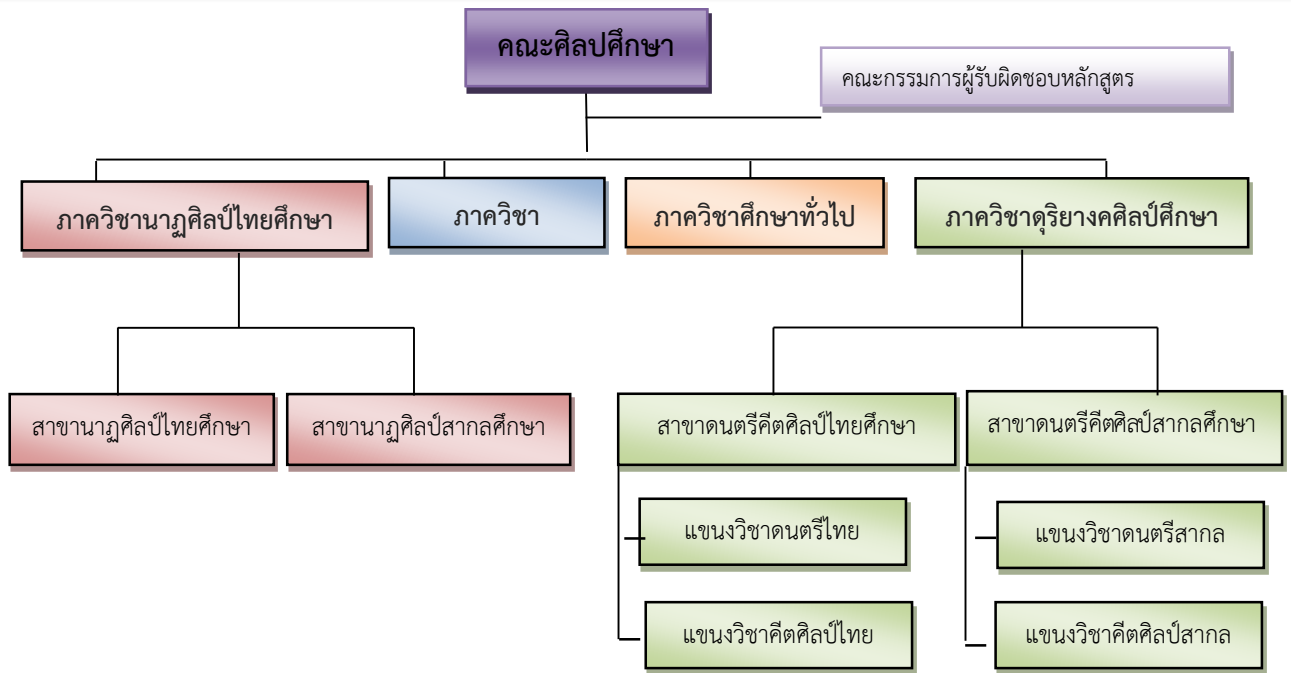 คณะศิลปศึกษา
คณะกรรมการผู้รับผิดชอบหลักสูตร
ภาควิชานาฏศิลป์ไทยศึกษา
ภาควิชา
ภาควิชาศึกษาทั่วไป
ภาควิชาดุริยางคศิลป์ศึกษา
สาขานาฏศิลป์ไทยศึกษา
สาขานาฏศิลป์สากลศึกษา
สาขาดนตรีคีตศิลป์ไทยศึกษา
สาขาดนตรีคีตศิลป์สากลศึกษา
แขนงวิชาดนตรีไทย
แขนงวิชาดนตรีสากล
แขนงวิชาคีตศิลป์ไทย
แขนงวิชาคีตศิลป์สากล